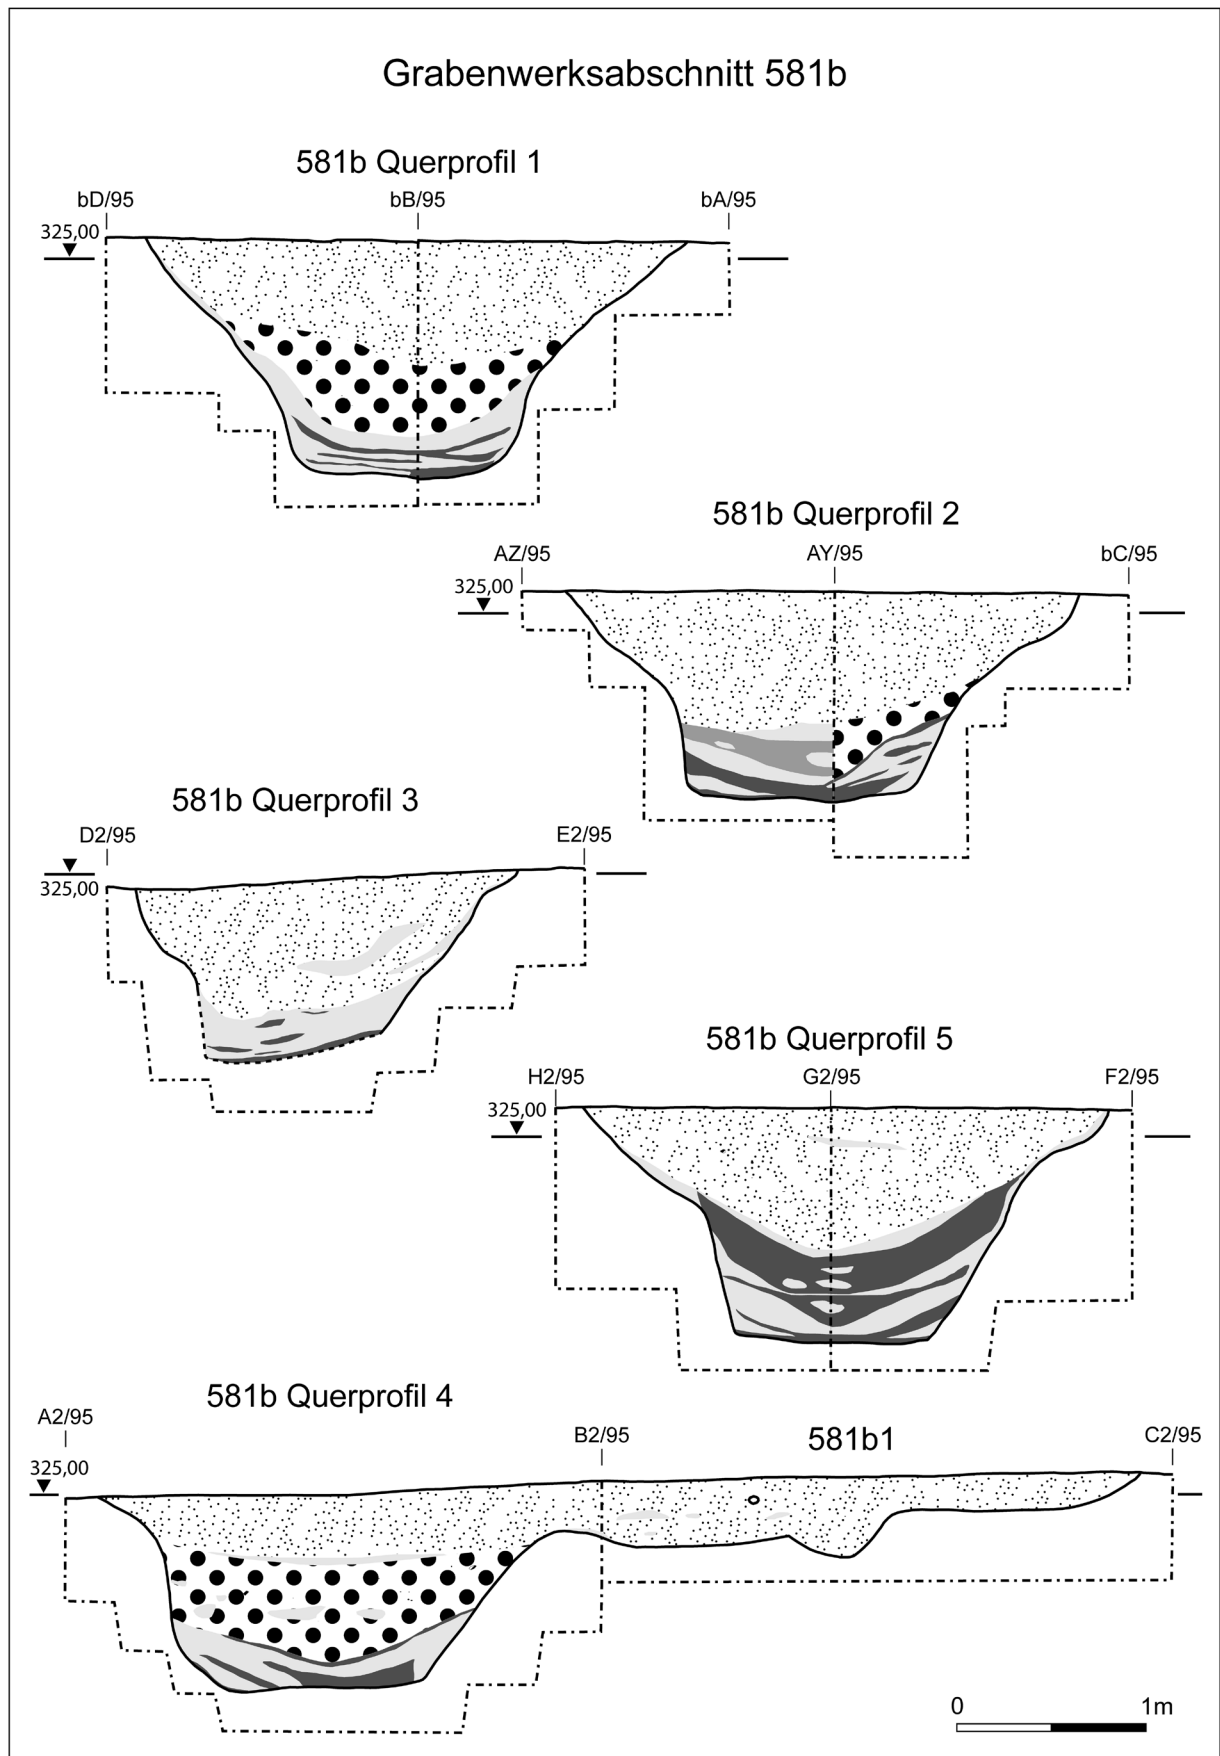 Grabenwerksabschnitt 581b
581b Querprofil 1
bD/95 bB/95 bA/95
325,00
581b Querprofil 2
AZ/95 AY/95 bC/95
325,00
581b Querprofil 3
D2/95 E2/95
325,00
581b Querprofil 5
H2/95 G2/95 F2/95
325,00
581b Querprofil 4
A2/95 B2/95 581b1 C2/95
325,00
0 1m